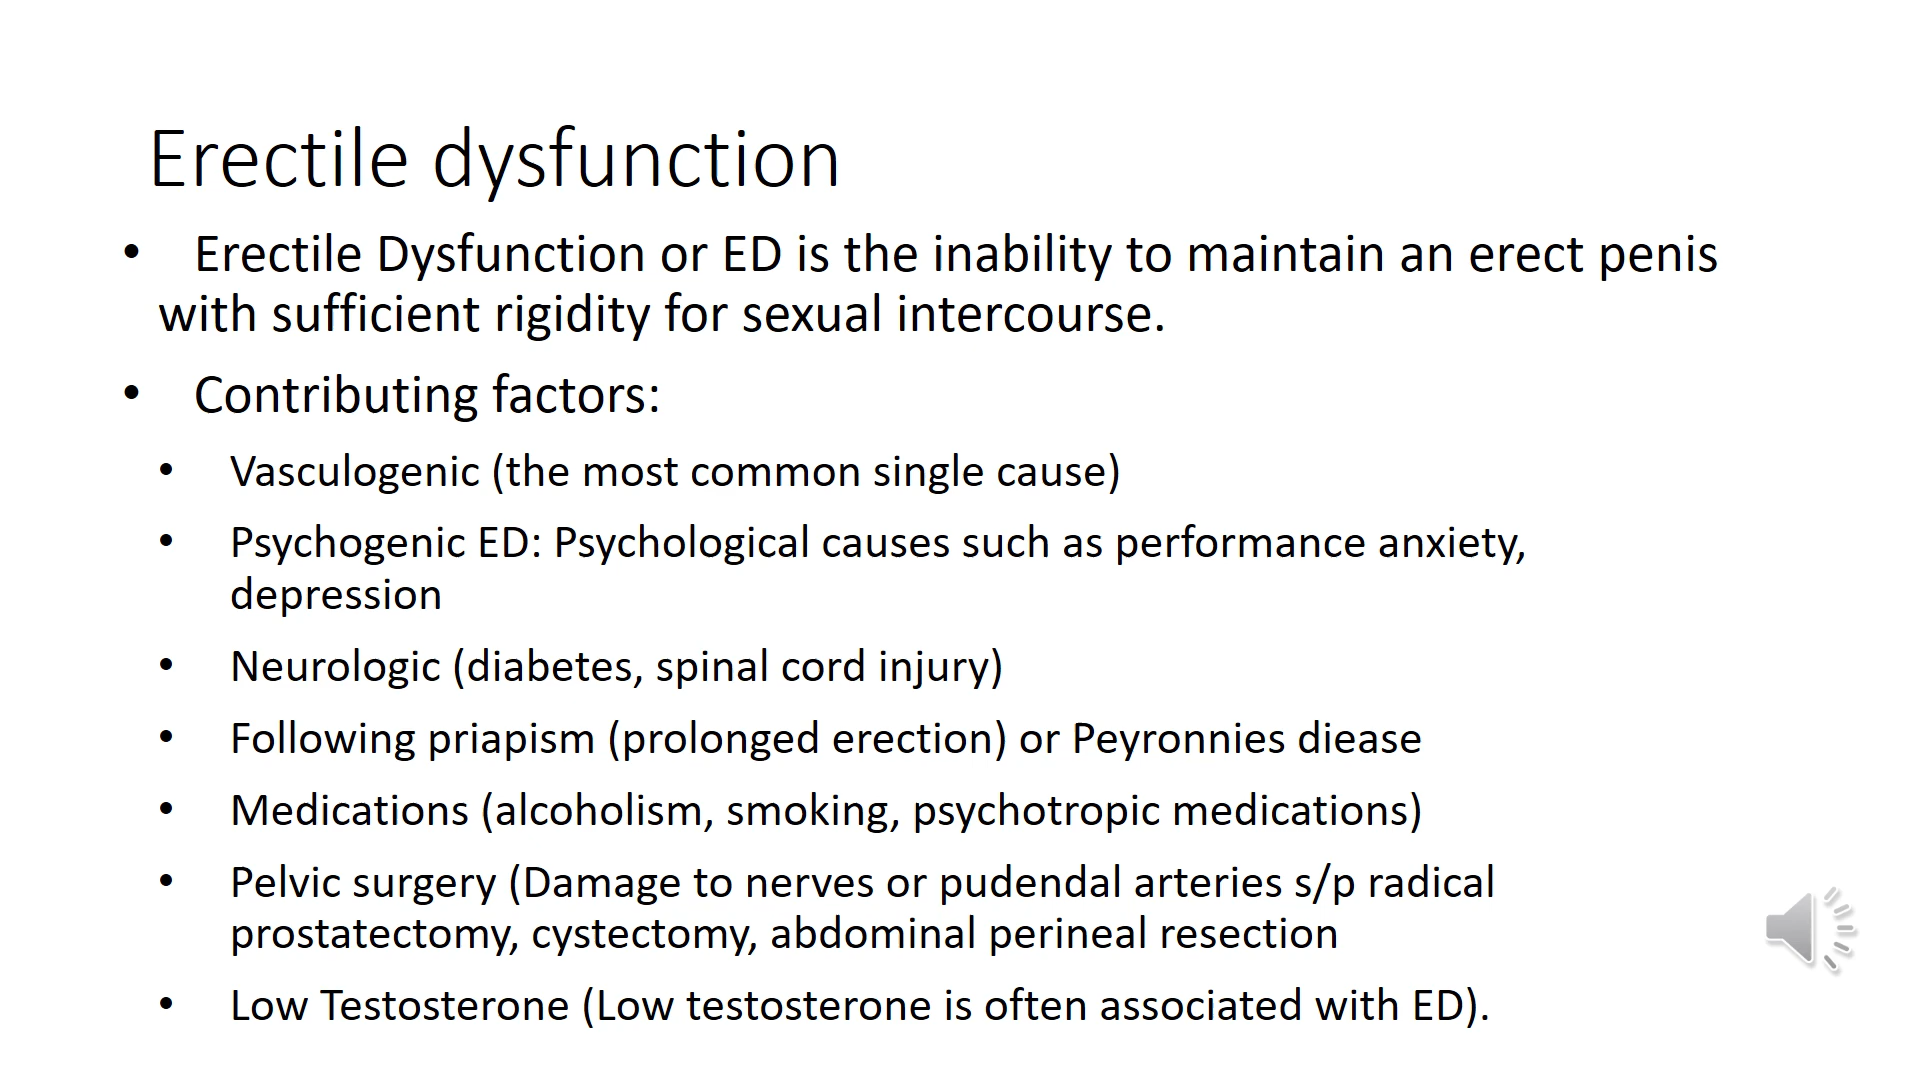 Erectile dysfunction
• Erectile Dysfunction or ED is the inability to maintain an erect penis
with sufficient rigidity for sexual intercourse.
• Contributing factors:
• Vasculogenic (the most common single cause)
• Psychogenic ED: Psychological causes such as performance anxiety,
depression
• Neurologic (diabetes, spinal cord injury)
• Following priapism (prolonged erection) or Peyronnies diease
• Medications (alcoholism, smoking, psychotropic medications)
• Pelvic surgery (Damage to nerves or pudendal arteries s/p radical
prostatectomy, cystectomy, abdominal perineal resection
• Low Testosterone (Low testosterone is often associated with ED).